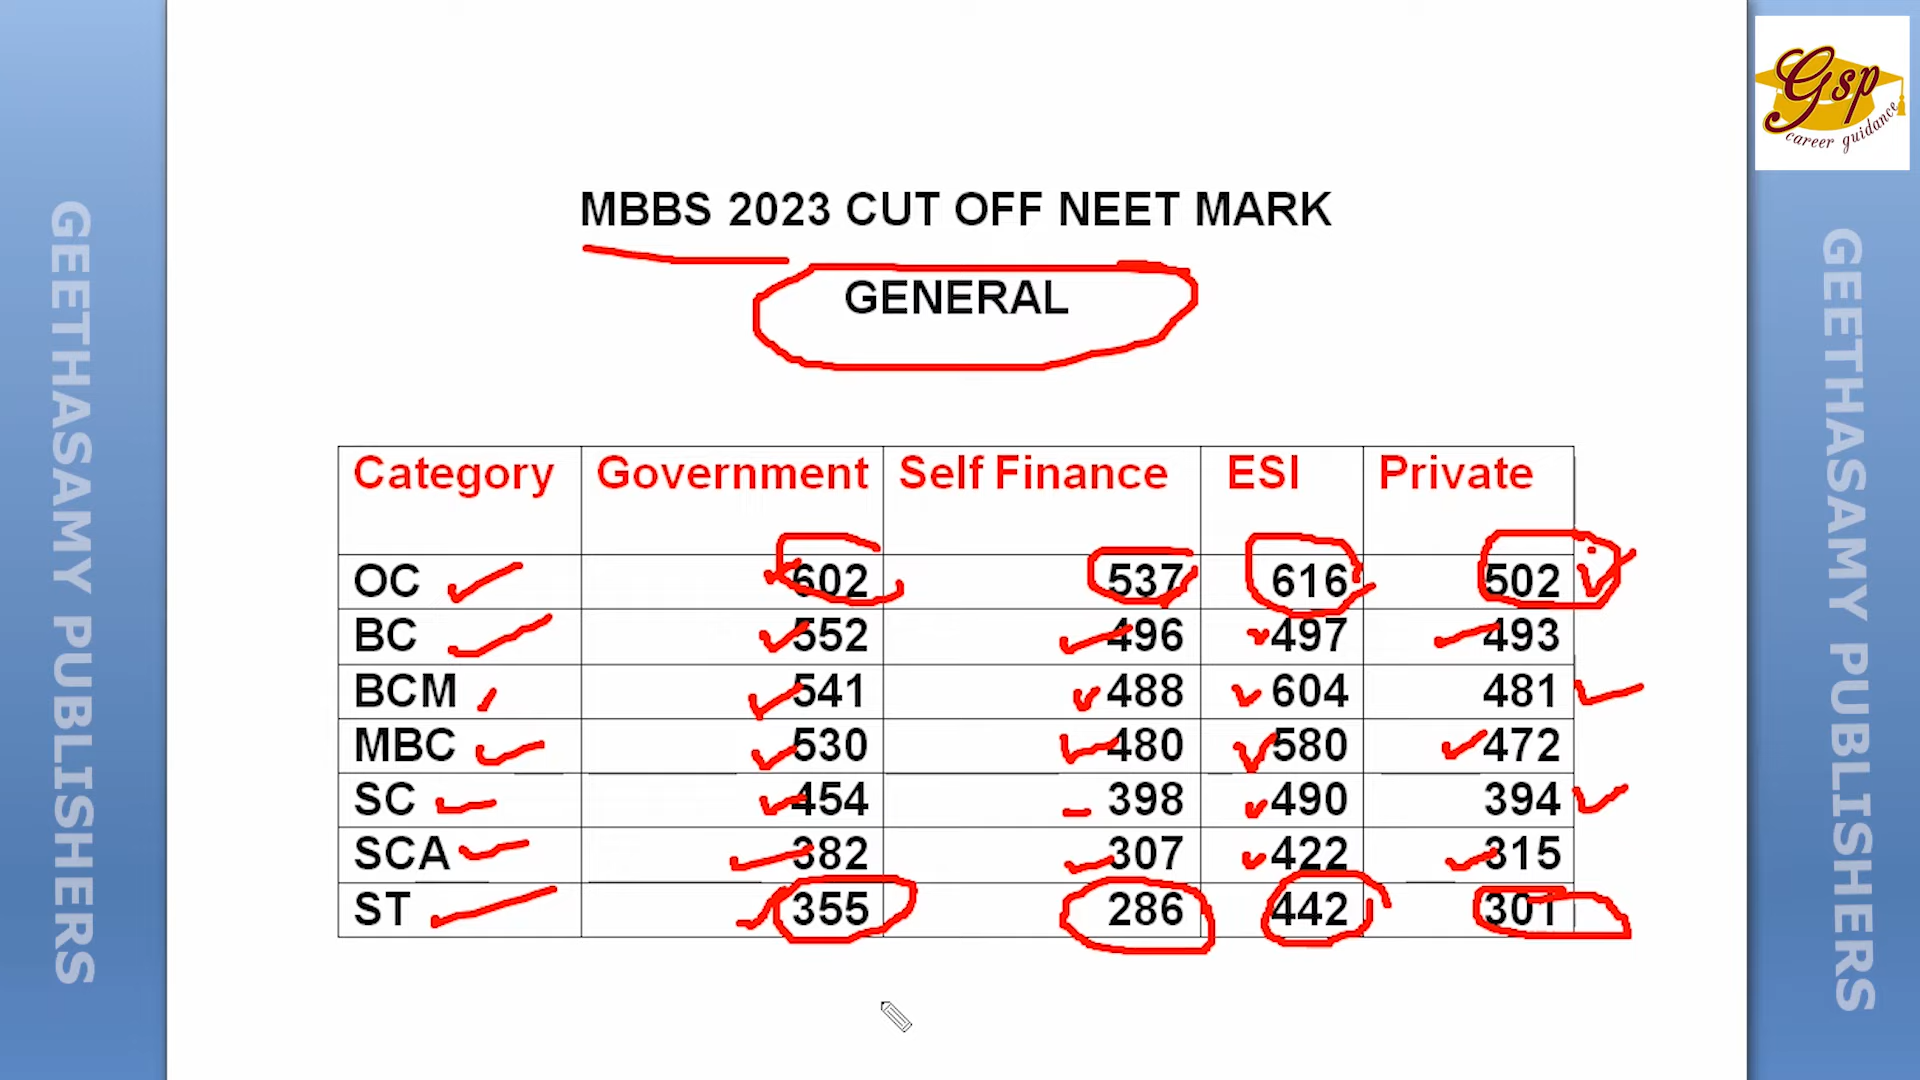 Gsp
career guidance
GEETHASAMY PUBLISHERS
GEETHASAMY PUBLISHERS
MBBS 2023 CUT OFF NEET MARK
GENERAL
Category Government Self Finance ESI Private
OC 602 537 616 502
BC 552 496 497 493
BCM 541 488 604 481
MBC 530 480 580 472
SC 454 398 490 394
SCA 382 307 422 315
ST 355 286 442 301